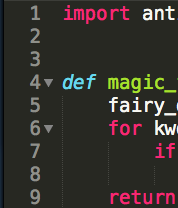 1 import ant
2
3
4 def magic_
5 fairy_
6 for kw
7 if
8
9 return